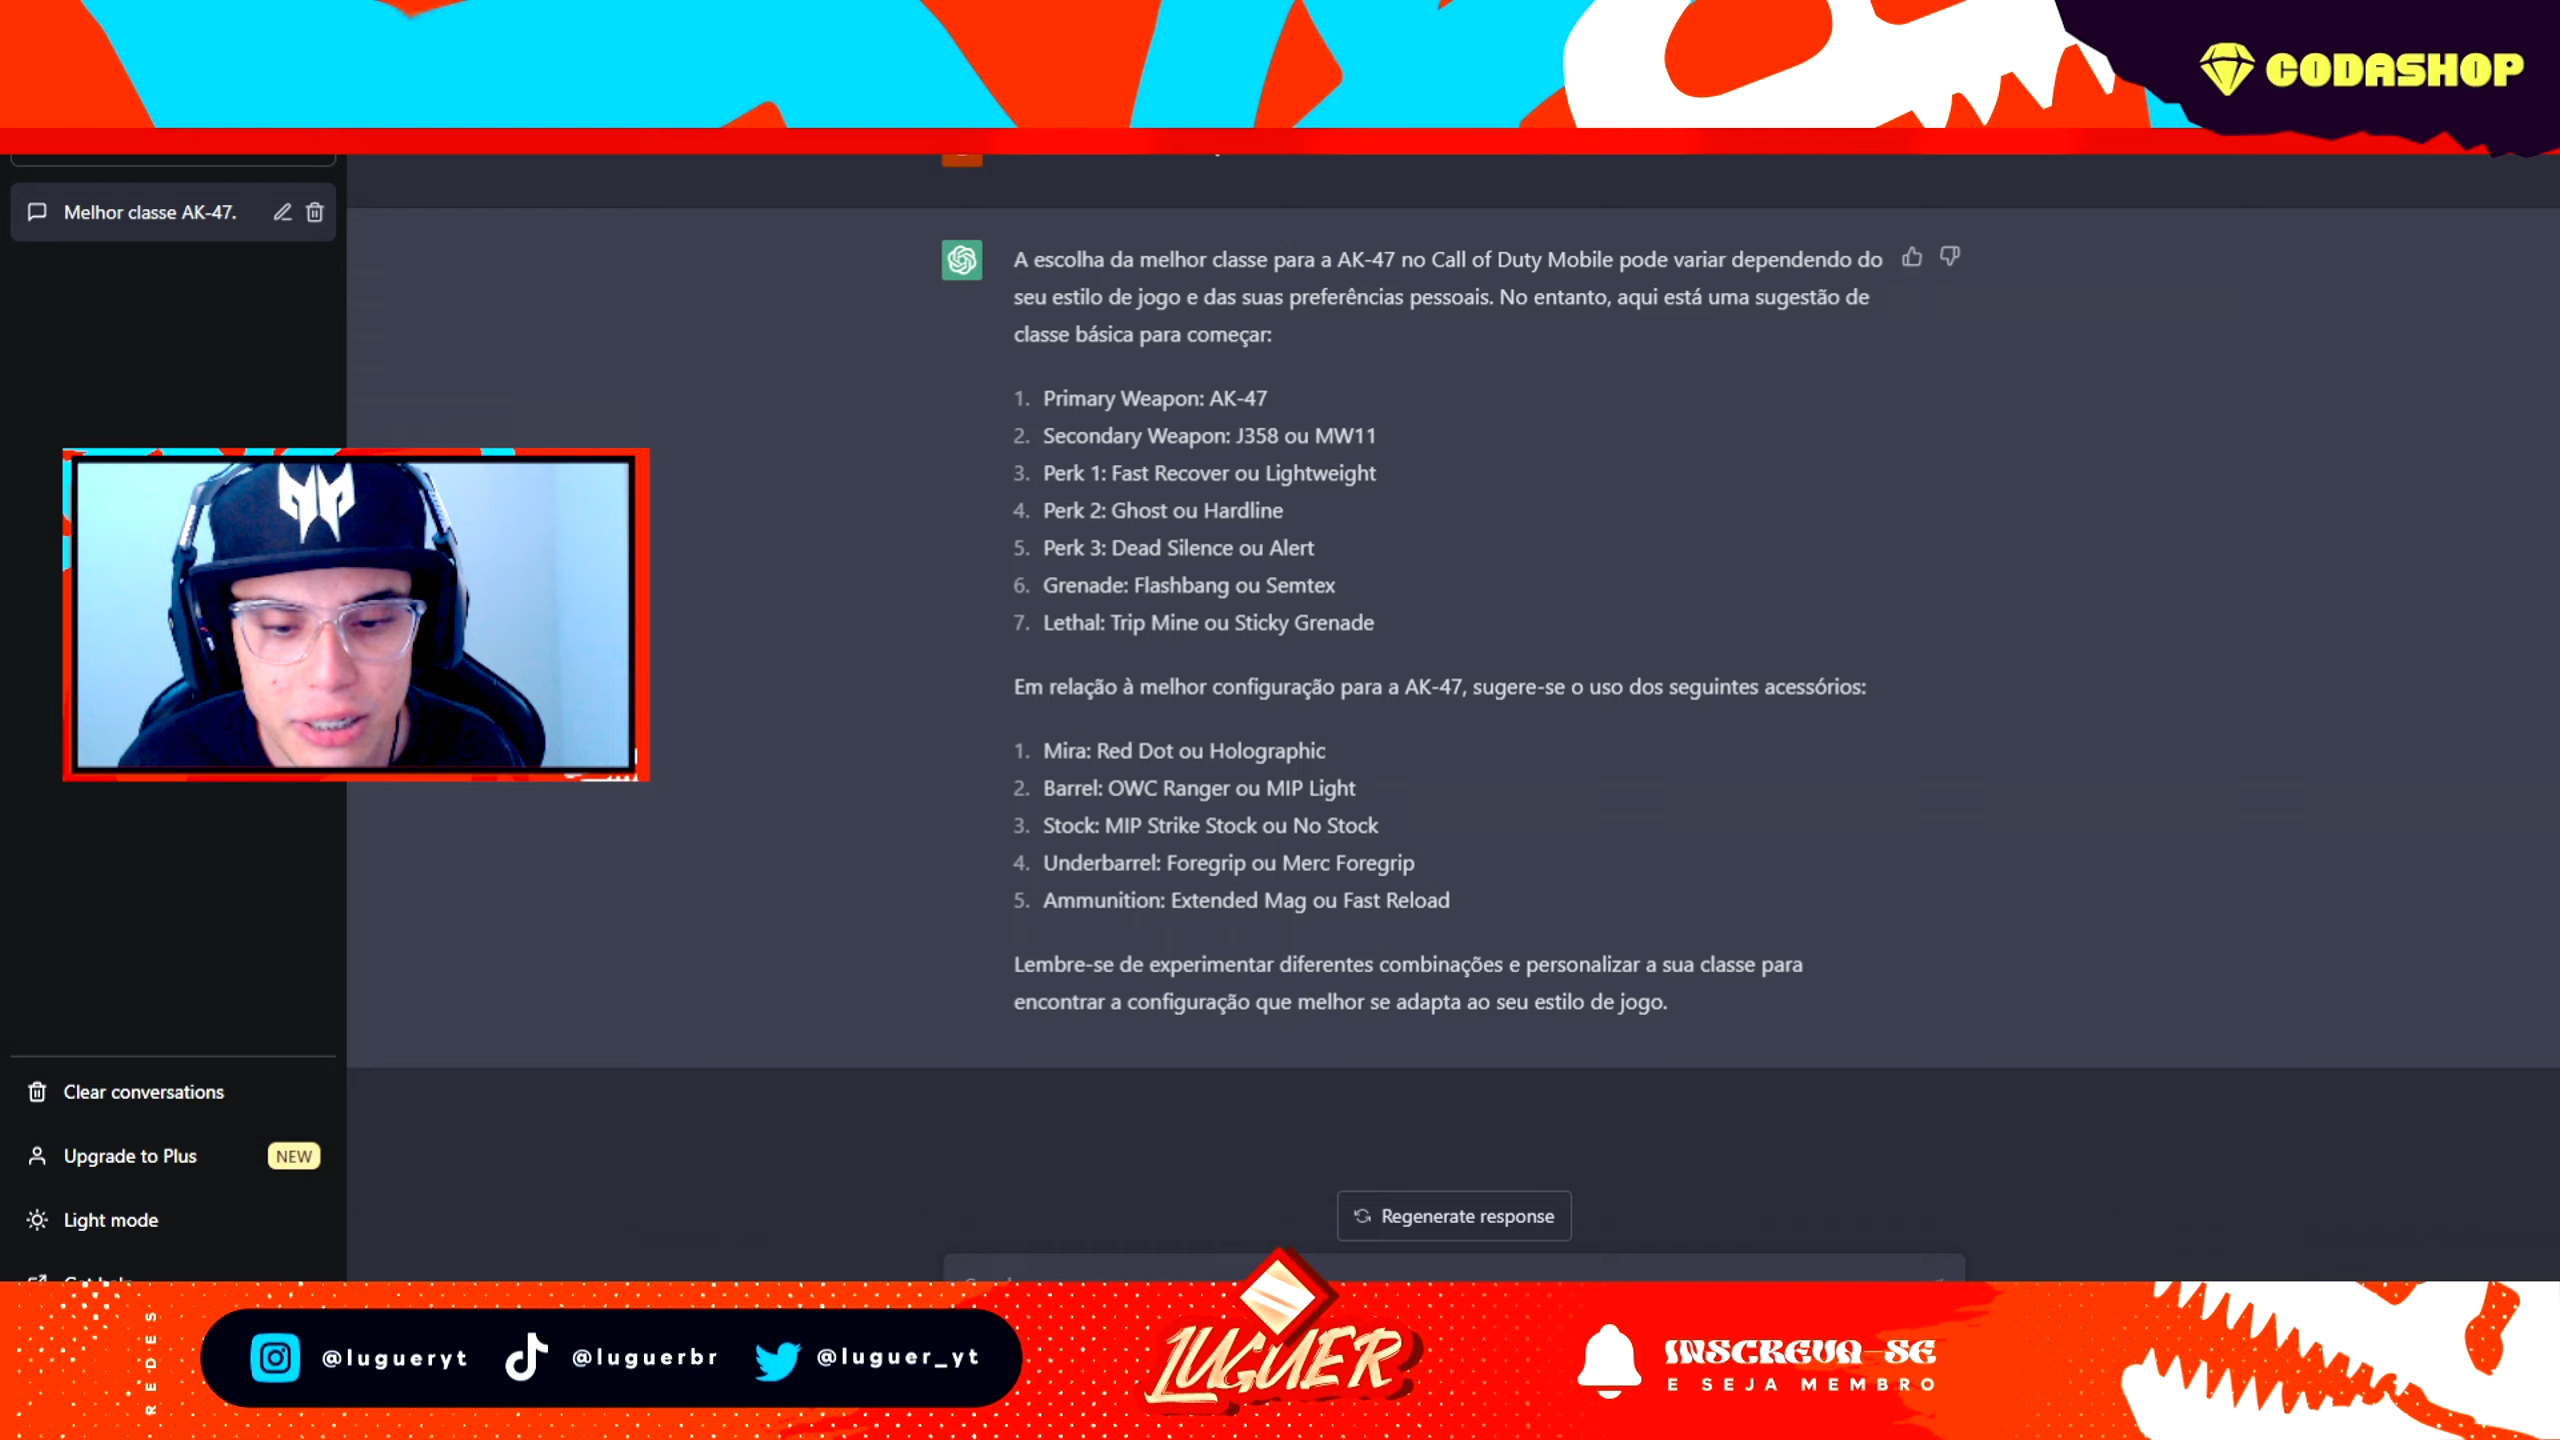 CODASHOP
Melhor classe AK-47.
A escolha da melhor classe para a AK-47 no Call of Duty Mobile pode variar dependendo do
seu estilo de jogo e das suas preferências pessoais. No entanto, aqui está uma sugestão de
classe básica para começar:
1. Primary Weapon: AK-47
2. Secondary Weapon: J358 ou MW11
3. Perk 1: Fast Recover ou Lightweight
4. Perk 2: Ghost ou Hardline
5. Perk 3: Dead Silence ou Alert
6. Grenade: Flashbang ou Semtex
7. Lethal: Trip Mine ou Sticky Grenade
Em relação à melhor configuração para a AK-47, sugere-se o uso dos seguintes acessórios:
1. Mira: Red Dot ou Holographic
2. Barrel: OWC Ranger ou MIP Light
3. Stock: MIP Strike Stock ou No Stock
4. Underbarrel: Foregrip ou Merc Foregrip
5. Ammunition: Extended Mag ou Fast Reload
Lembre-se de experimentar diferentes combinações e personalizar a sua classe para
encontrar a configuração que melhor se adapta ao seu estilo de jogo.
Clear conversations
Upgrade to Plus NEW
Light mode
Regenerate response
REDES
@lugueryt @luguerbr @luguer_yt
LUGUER
INSCREVA-SE
E SEJA MEMBRO